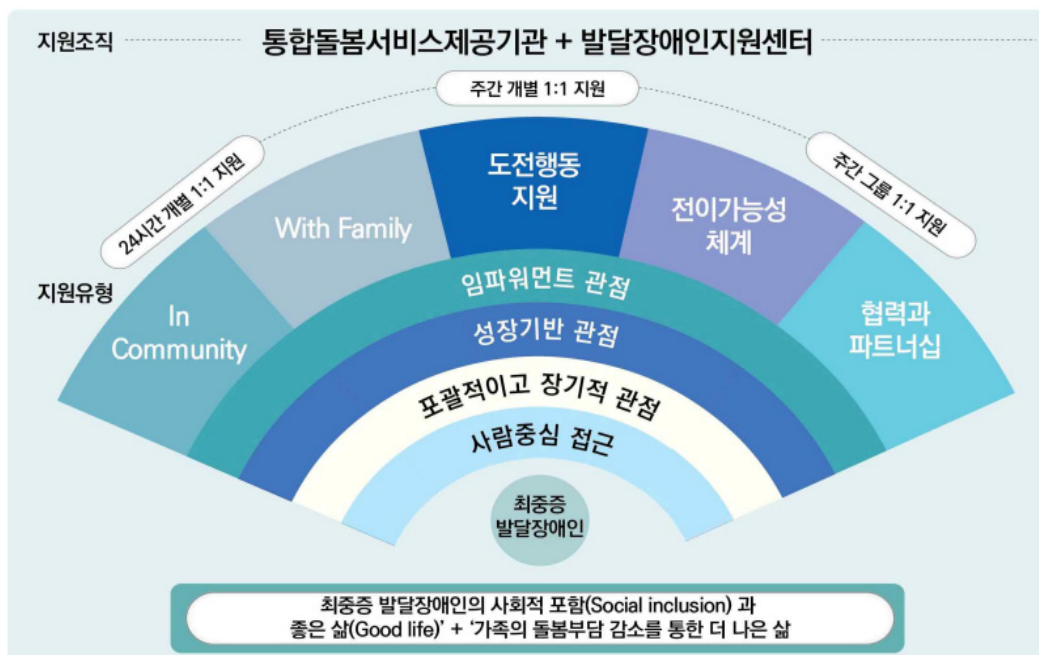 지원조직
통합돌봄서비스제공기관 + 발달장애인지원센터
주간 개별 1:1 지원
24시간 개별 1:1 지원
주간 그룹 1:1 지원
지원유형
In
Community
With Family
도전행동
지원
전이가능성
체계
협력과
파트너십
임파워먼트 관점
성장기반 관점
포괄적이고 장기적 관점
사람중심 접근
최중증
발달장애인
최중증 발달장애인의 사회적 포함(Social inclusion) 과
좋은 삶(Good life)’ + ‘가족의 돌봄부담 감소를 통한 더 나은 삶